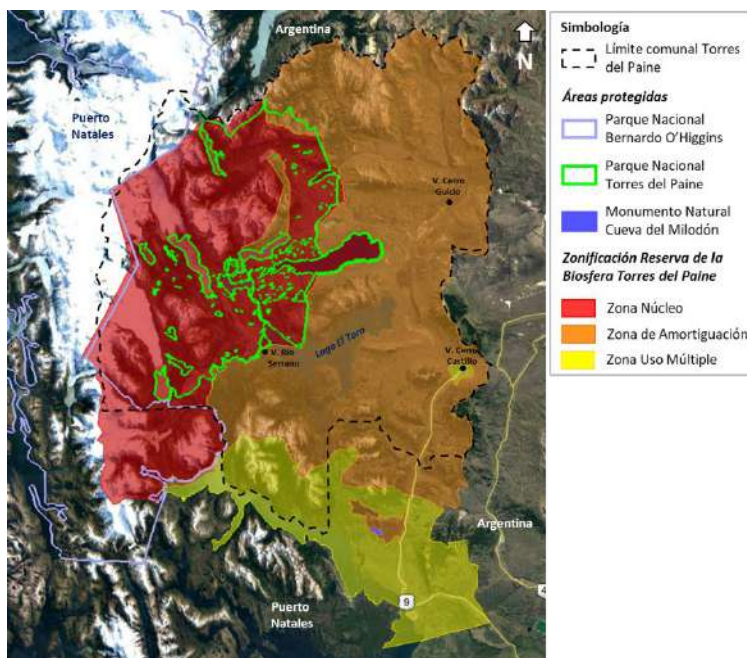 Argentina
N
Puerto
Natales
V. Cerro
Guido
Lago El Toro
V. Río
Serrano
V. Cerro
Castillo
Argentina
Puerto
Natales
9
4
Simbología
Límite comunal Torres
del Paine
Áreas protegidas
Parque Nacional
Bernardo O'Higgins
Parque Nacional
Torres del Paine
Monumento Natural
Cueva del Milodón
Zonificación Reserva de la
Biosfera Torres del Paine
Zona Núcleo
Zona de Amortiguación
Zona Uso Múltiple